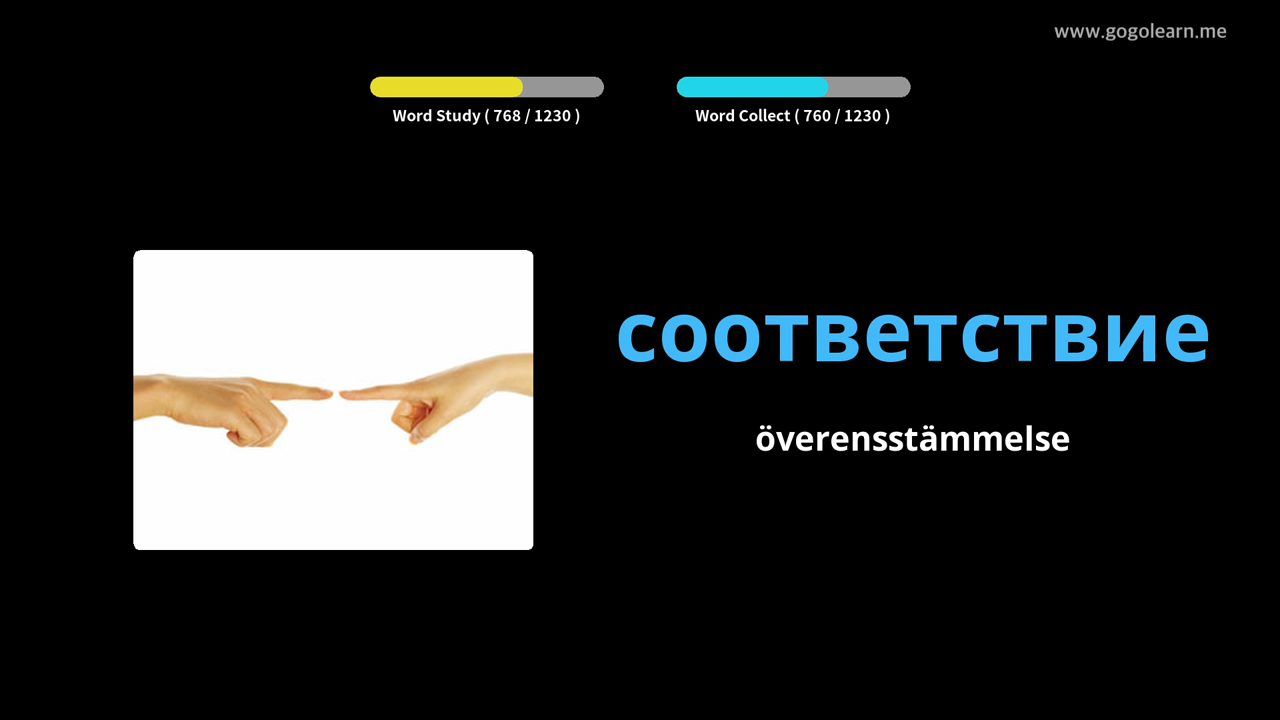 www.gogolearn.me
Word Study ( 768 / 1230 )
Word Collect ( 760 / 1230 )
соответствие
överensstämmelse